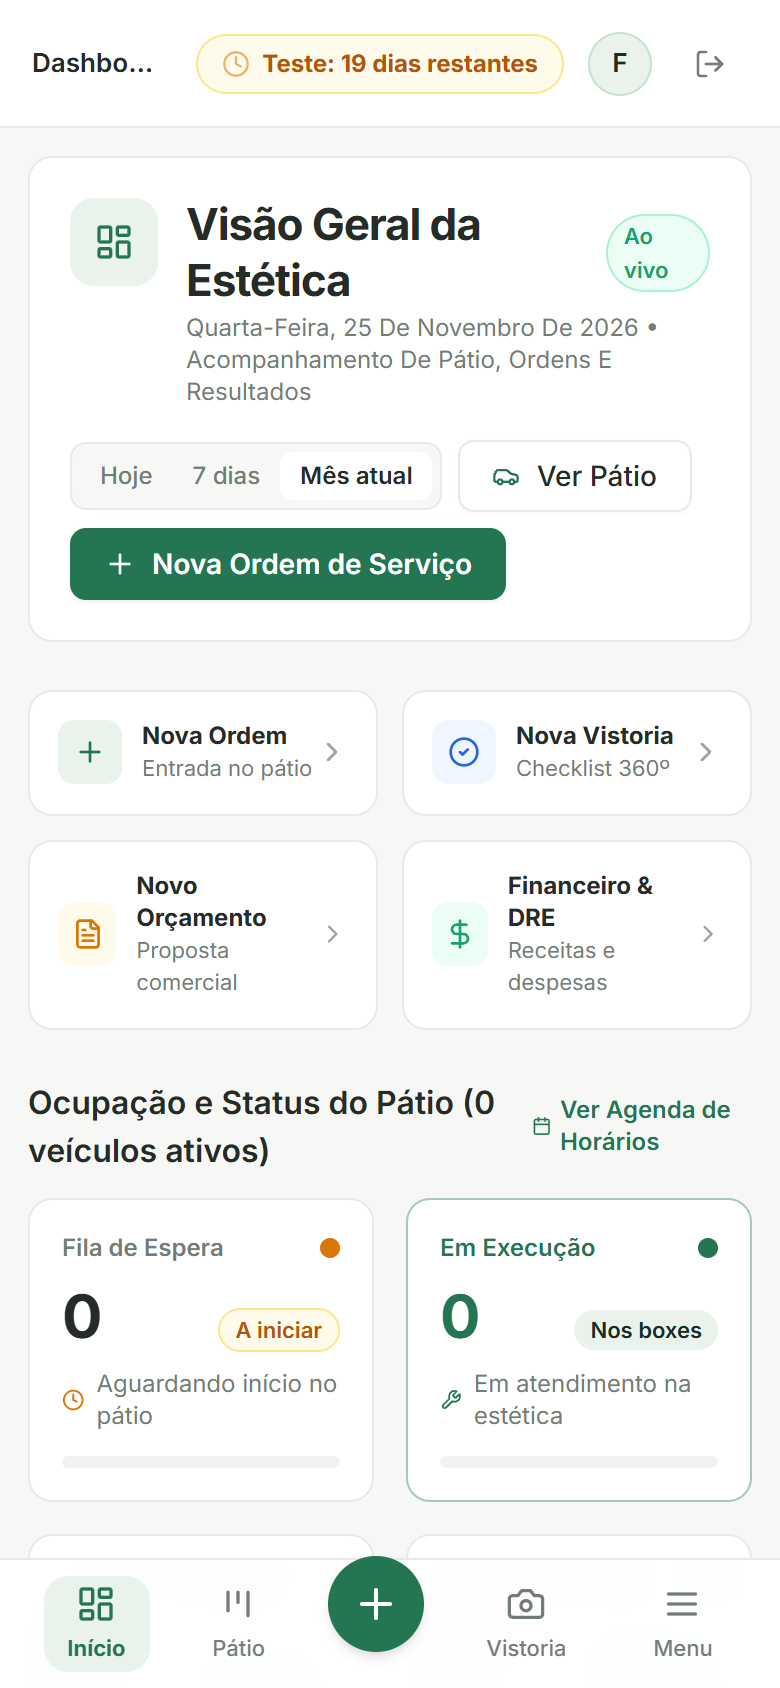 Dashbo...
Teste: 19 dias restantes
F
Visão Geral da
Estética
Ao
vivo
Quarta-Feira, 25 De Novembro De 2026 •
Acompanhamento De Pátio, Ordens E
Resultados
Hoje
7 dias
Mês atual
Ver Pátio
Nova Ordem de Serviço
Nova Ordem
Entrada no pátio
Nova Vistoria
Checklist 360º
Novo
Orçamento
Proposta
comercial
Financeiro &
DRE
Receitas e
despesas
Ocupação e Status do Pátio (0
veículos ativos)
Ver Agenda de
Horários
Fila de Espera
0
A iniciar
Aguardando início no
pátio
Em Execução
0
Nos boxes
Em atendimento na
estética
Início
Pátio
Vistoria
Menu